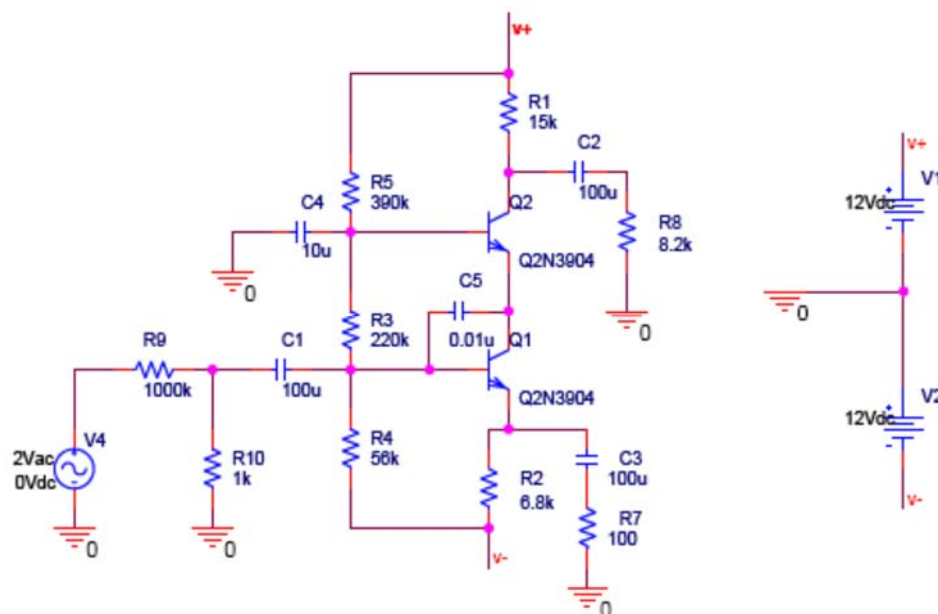 v+
R1
15k
C2
100u
R5
390k
C4
10u
0
Q2
Q2N3904
R8
8.2k
0
C5
0.01u
R3
220k
Q1
Q2N3904
R9
1000k
C1
100u
V4
2Vac
0Vdc
0
R10
1k
0
R4
56k
R2
6.8k
C3
100u
R7
100
v-
0
v+
V1
12Vdc
0
V2
12Vdc
v-